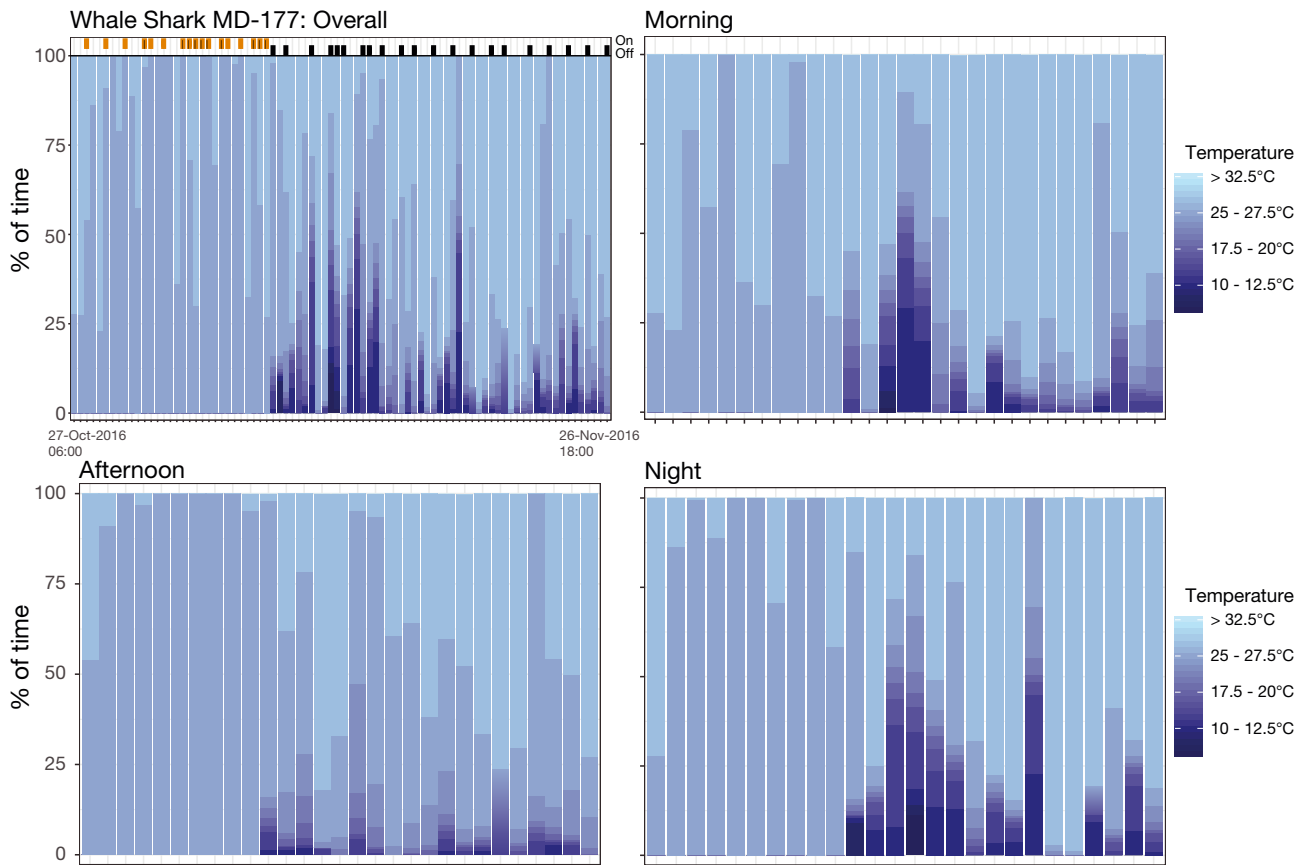 Whale Shark MD-177: Overall
On
Off
100
75
50
25
0
% of time
27-Oct-2016
06:00
26-Nov-2016
18:00
Morning
Temperature
> 32.5°C
25 - 27.5°C
17.5 - 20°C
10 - 12.5°C
Afternoon
100
75
50
25
0
% of time
Night
Temperature
> 32.5°C
25 - 27.5°C
17.5 - 20°C
10 - 12.5°C